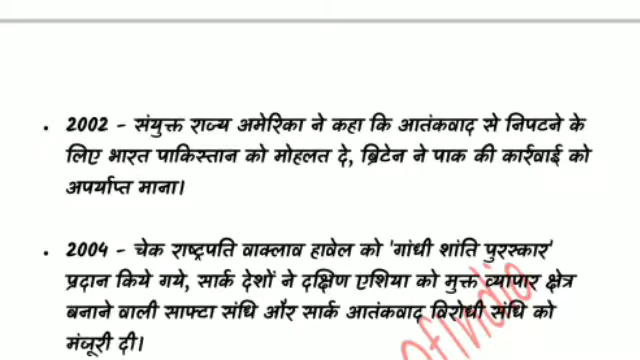 • 2002 - संयुक्त राज्य अमेरिका ने कहा कि आतंकवाद से निपटने के
लिए भारत पाकिस्तान को मोहलत दे, ब्रिटेन ने पाक की कार्रवाई को
अपर्याप्त माना।
• 2004 - चेक राष्ट्रपति वाक्लाव हावेल को 'गांधी शांति पुरस्कार'
प्रदान किये गये, सार्क देशों ने दक्षिण एशिया को मुक्त व्यापार क्षेत्र
बनाने वाली साफ्टा संधि और सार्क आतंकवाद विरोधी संधि को
मंजूरी दी।
OfIndia